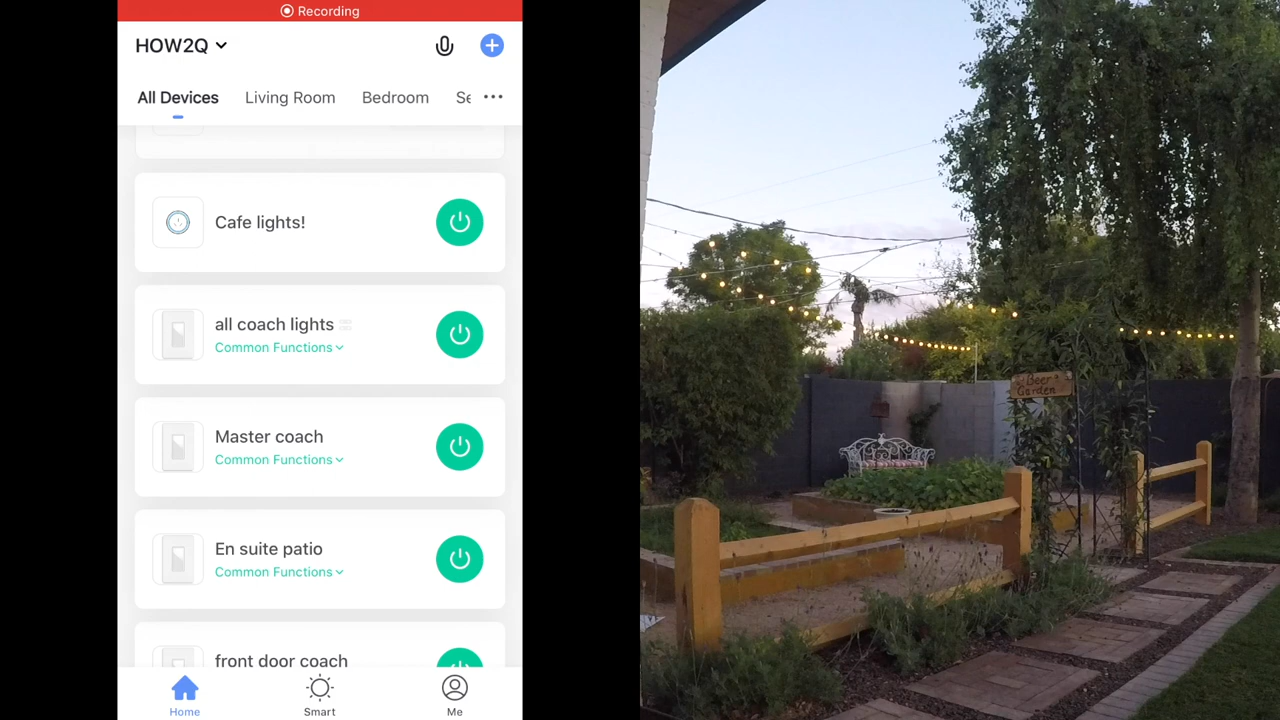 Recording
HOW2Q
All Devices
Living Room
Bedroom
Se
Cafe lights!
all coach lights
Common Functions
Master coach
Common Functions
En suite patio
Common Functions
front door coach
Home
Smart
Me
Beer
Garden